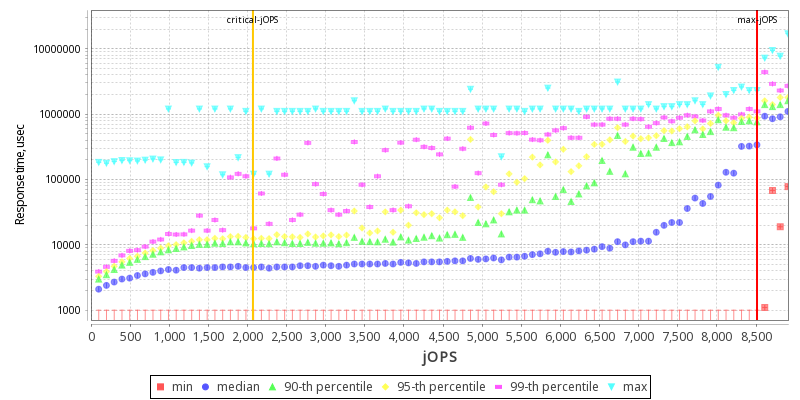 critical-jOPS max-jOPS
10000000
1000000
100000
10000
1000
Response time, usec
0 500 1,000 1,500 2,000 2,500 3,000 3,500 4,000 4,500 5,000 5,500 6,000 6,500 7,000 7,500 8,000 8,500
jOPS
min median 90-th percentile 95-th percentile 99-th percentile max